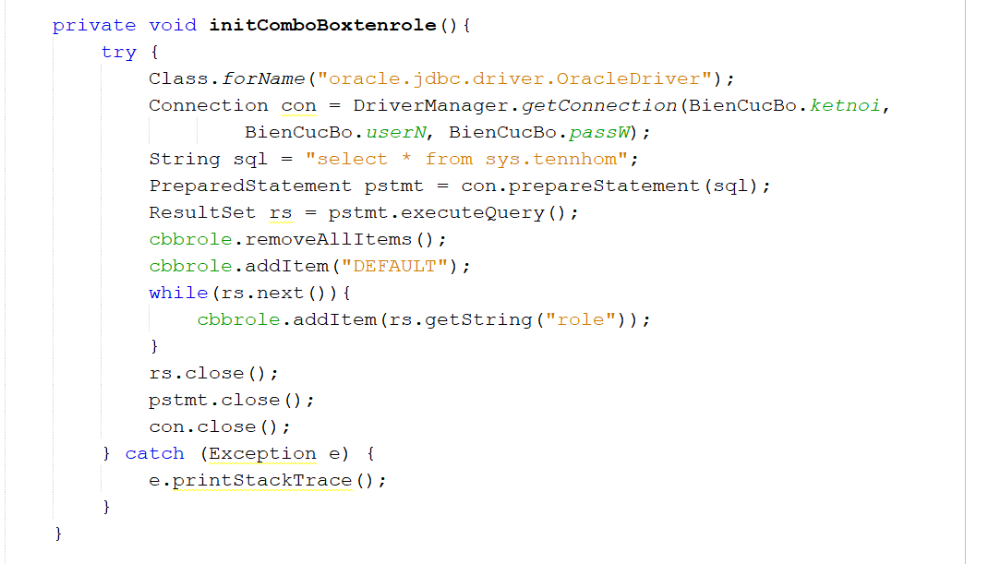 private void initComboBoxtenrole(){
    try {
        Class.forName("oracle.jdbc.driver.OracleDriver");
        Connection con = DriverManager.getConnection(BienCucBo.ketnoi,
                BienCucBo.userN, BienCucBo.passW);
        String sql = "select * from sys.tennhom";
        PreparedStatement pstmt = con.prepareStatement(sql);
        ResultSet rs = pstmt.executeQuery();
        cbbrole.removeAllItems();
        cbbrole.addItem("DEFAULT");
        while(rs.next()){
            cbbrole.addItem(rs.getString("role"));
        }
        rs.close();
        pstmt.close();
        con.close();
    } catch (Exception e) {
        e.printStackTrace();
    }
}